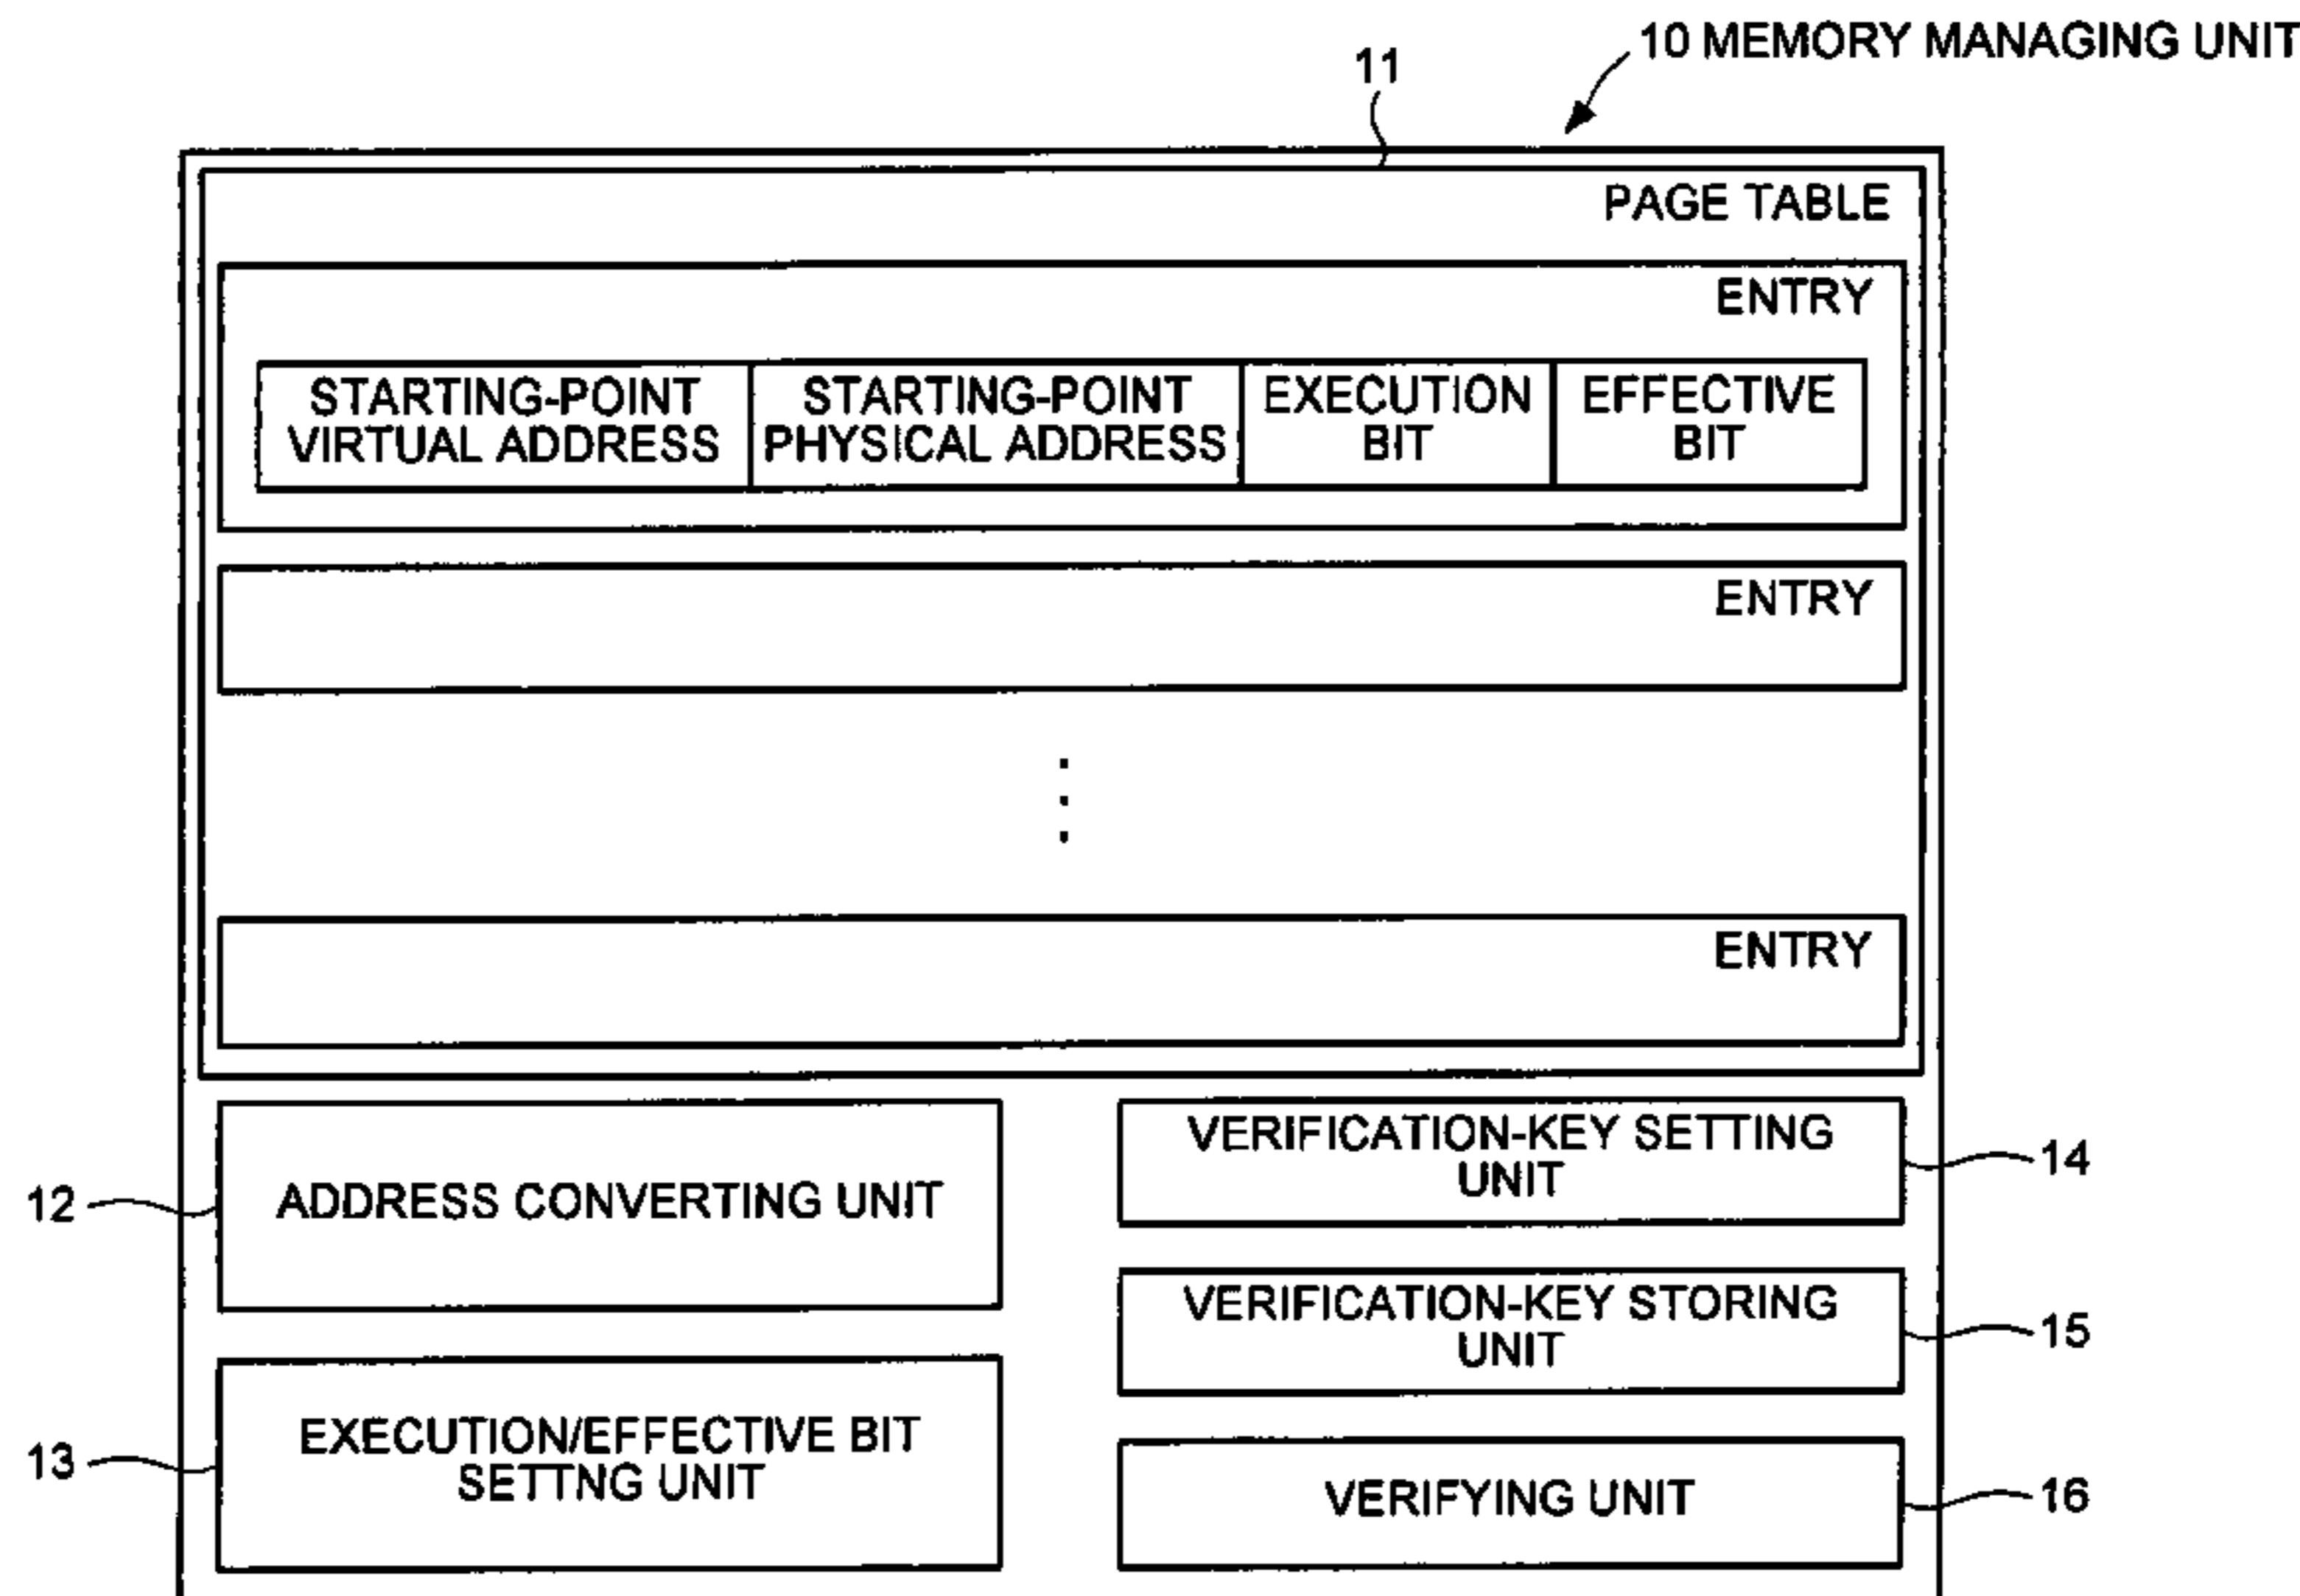 10 MEMORY MANAGING UNIT
11
PAGE TABLE
ENTRY
STARTING-POINT
VIRTUAL ADDRESS
STARTING-POINT
PHYSICAL ADDRESS
EXECUTION
BIT
EFFECTIVE
BIT
ENTRY
ENTRY
12
ADDRESS CONVERTING UNIT
VERIFICATION-KEY SETTING
UNIT
14
VERIFICATION-KEY STORING
UNIT
15
13
EXECUTION/EFFECTIVE BIT
SETTNG UNIT
VERIFYING UNIT
16